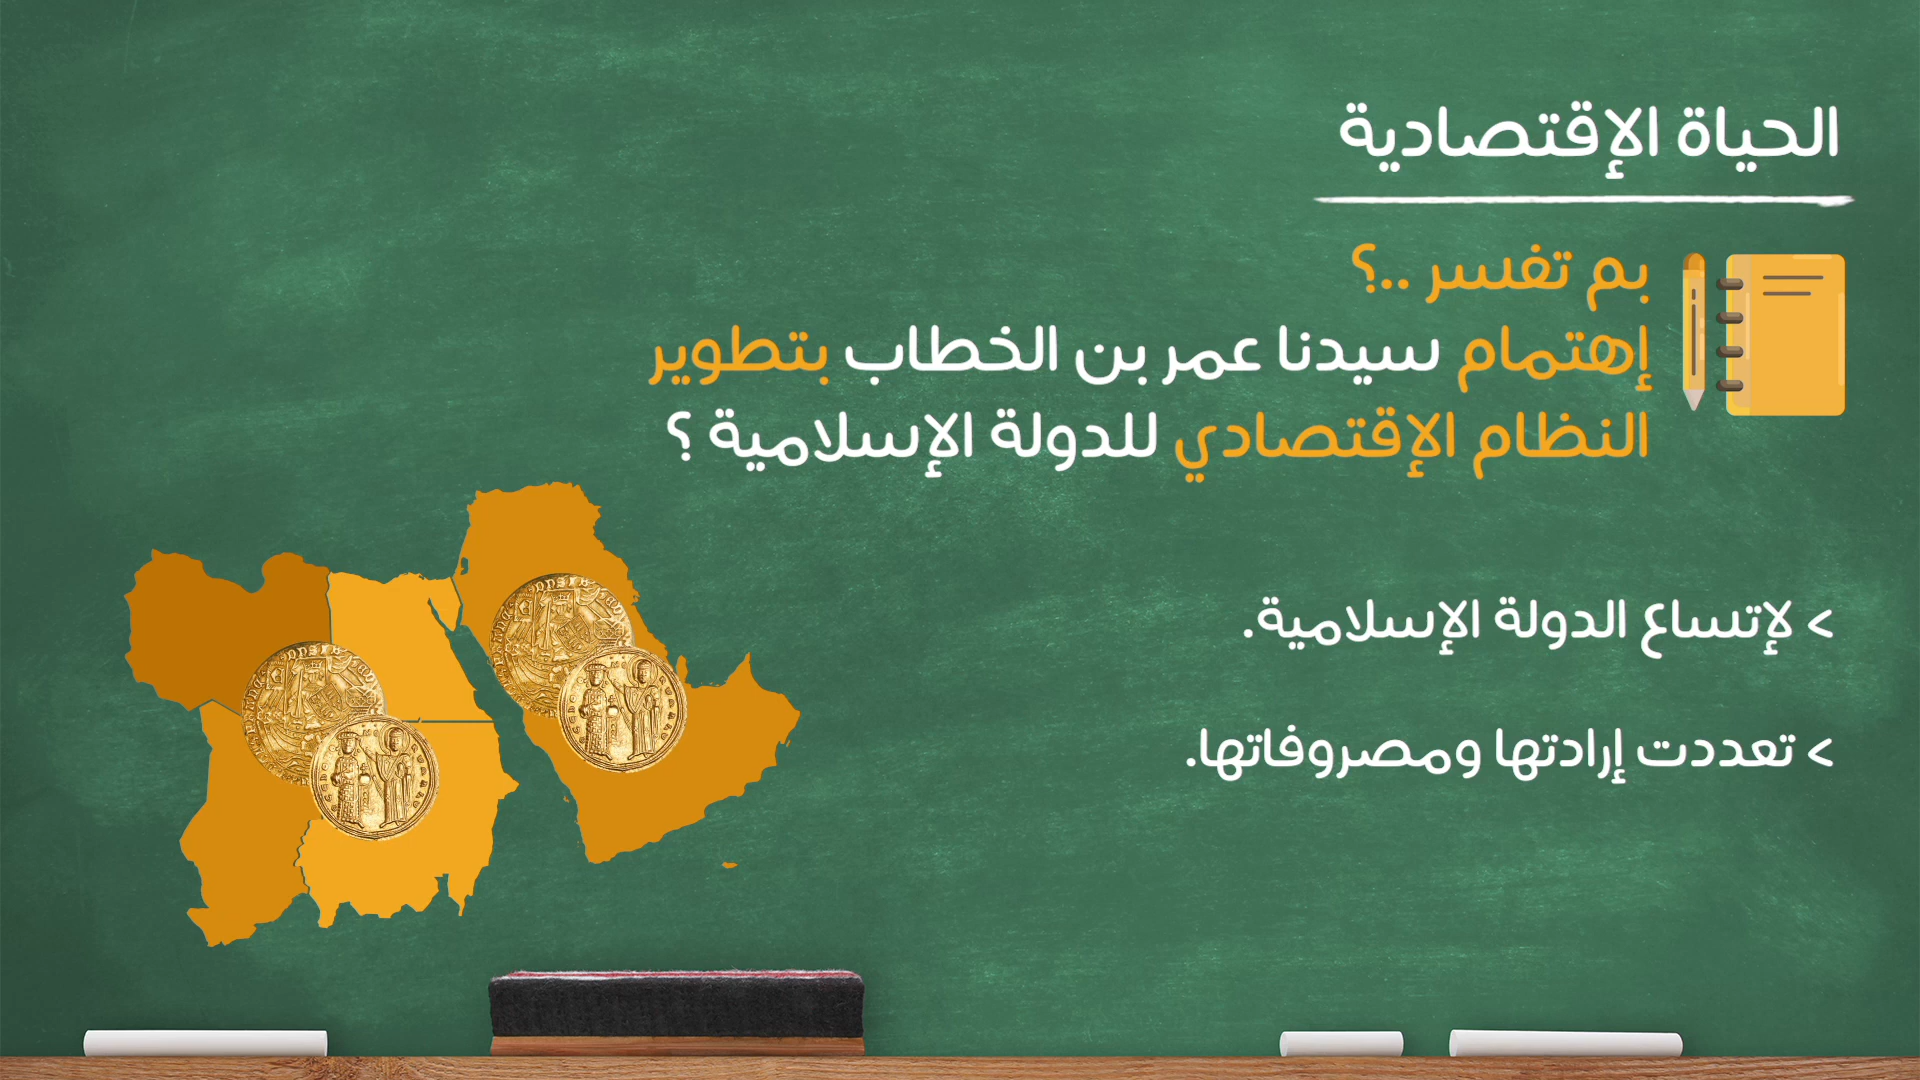 الحياة الإقتصادية
بم تفسر ..؟
إهتمام سيدنا عمر بن الخطاب بتطوير
النظام الإقتصادي للدولة الإسلامية ؟
> لإتساع الدولة الإسلامية.
> تعددت إرادتها ومصروفاتها.